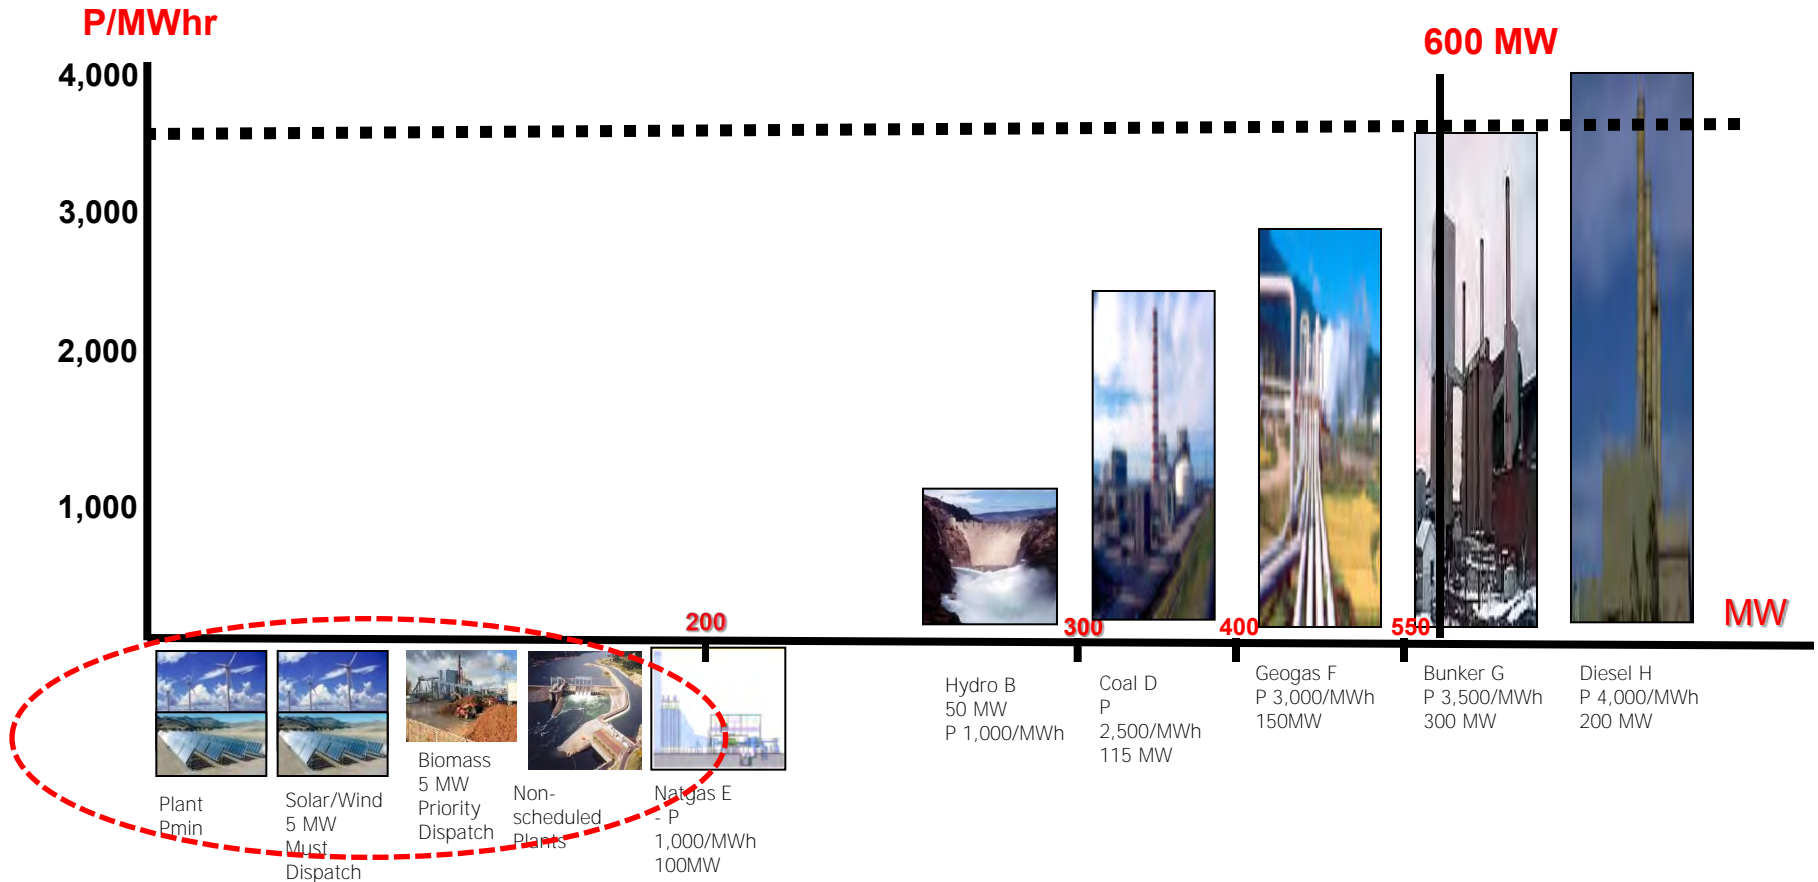 P/MWhr
600 MW
4,000
3,000
2,000
1,000
200
300
400
550
MW
Plant
Pmin
Solar/Wind
5 MW
Must
Dispatch
Biomass
5 MW
Priority
Dispatch
Non-
scheduled
Plants
Natgas E
- P
1,000/MWh
100MW
Hydro B
50 MW
P 1,000/MWh
Coal D
P
2,500/MWh
115 MW
Geogas F
P 3,000/MWh
150MW
Bunker G
P 3,500/MWh
300 MW
Diesel H
P 4,000/MWh
200 MW